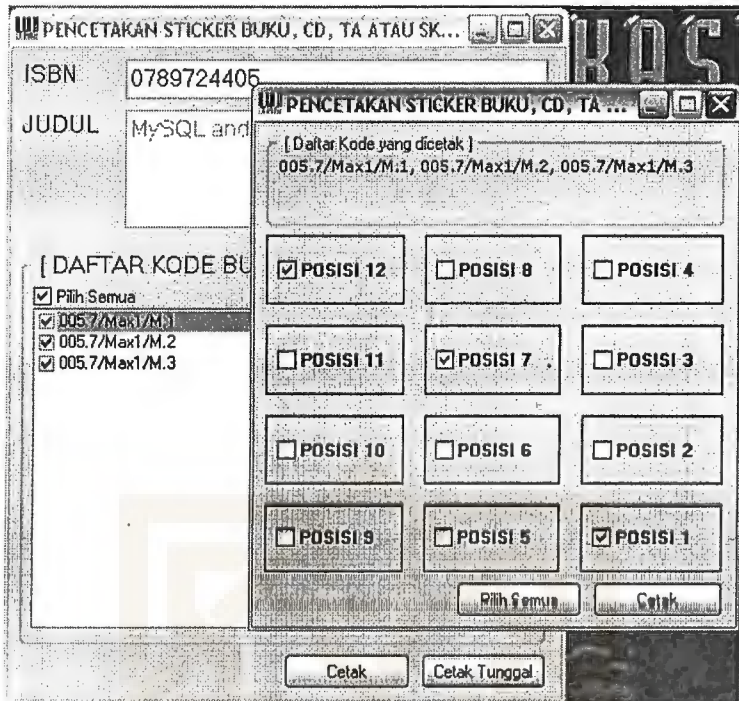 PENCETAKAN STICKER BUKU, CD, TA ATAU SK...
ISBN
0789724405
JUDUL
MySQL and
[ DAFTAR KODE BU
Pilih Semua
005.7/Max1/M.1
005.7/Max1/M.2
005.7/Max1/M.3
Cetak
Cetak Tunggal
KAS
PENCETAKAN STICKER BUKU, CD, TA ...
[ Daftar Kode yang dicetak ]
005.7/Max1/M.1, 005.7/Max1/M.2, 005.7/Max1/M.3
POSISI 12
POSISI 8
POSISI 4
POSISI 11
POSISI 7
POSISI 3
POSISI 10
POSISI 6
POSISI 2
POSISI 9
POSISI 5
POSISI 1
Pilih Semua
Cetak